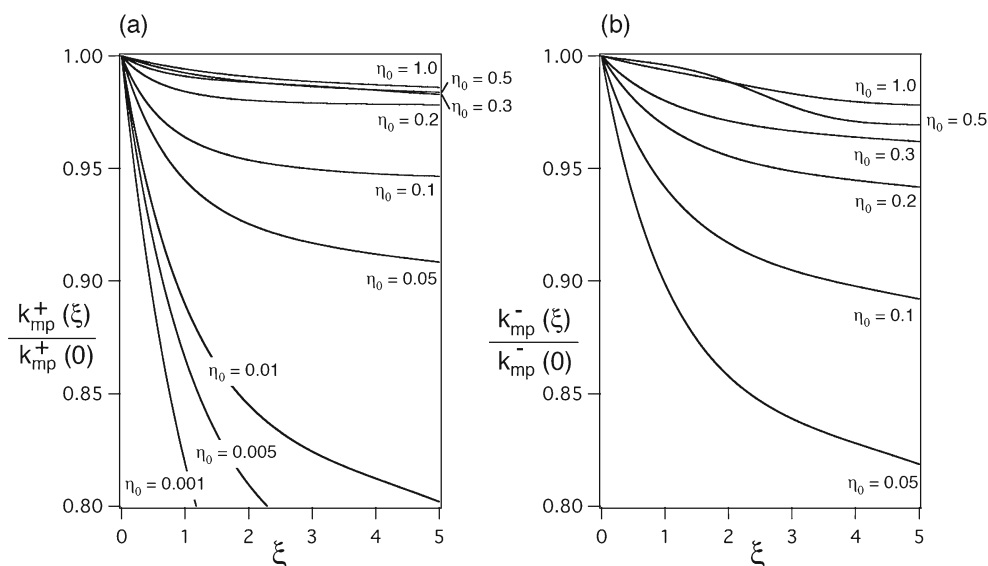 (a)
1.00
0.95
0.90
0.85
0.80
k⁺mp (ξ)
k⁺mp (0)
η₀ = 1.0
η₀ = 0.5
η₀ = 0.3
η₀ = 0.2
η₀ = 0.1
η₀ = 0.05
η₀ = 0.01
η₀ = 0.005
η₀ = 0.001
0 1 2 3 4 5
ξ
(b)
1.00
0.95
0.90
0.85
0.80
k⁻mp (ξ)
k⁻mp (0)
η₀ = 1.0
η₀ = 0.5
η₀ = 0.3
η₀ = 0.2
η₀ = 0.1
η₀ = 0.05
0 1 2 3 4 5
ξ